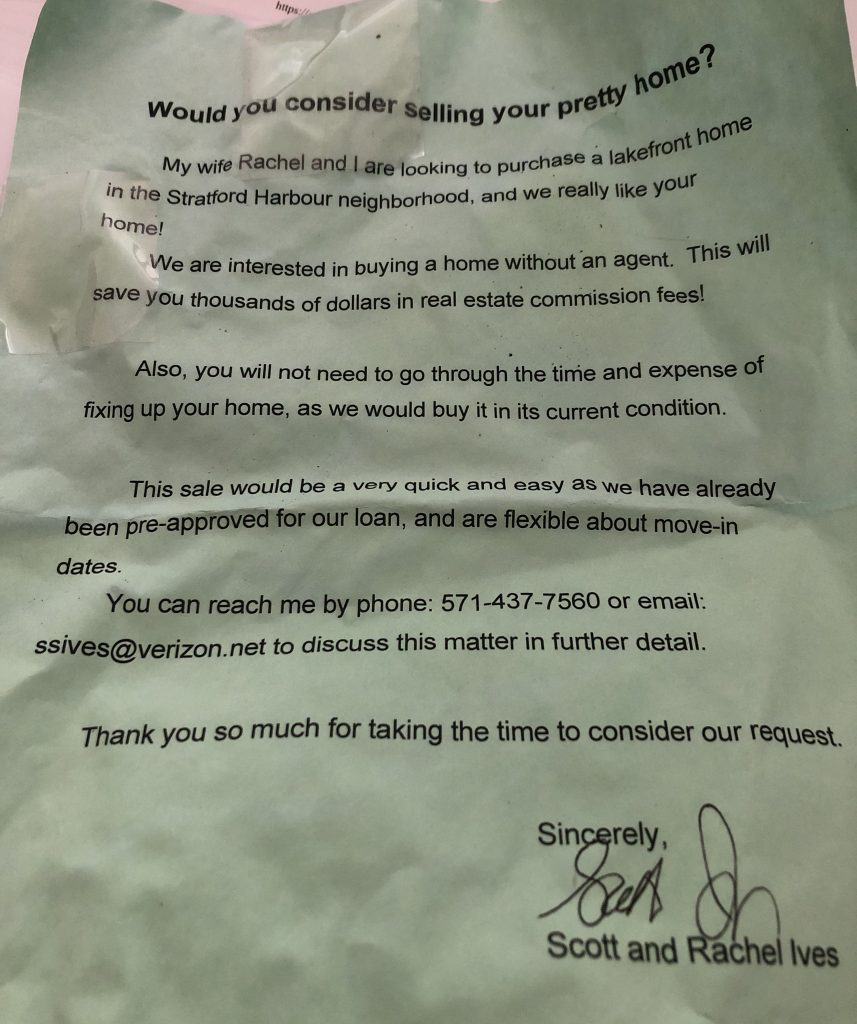 https:/
Would you consider selling your pretty home?
My wife Rachel and I are looking to purchase a lakefront home
in the Stratford Harbour neighborhood, and we really like your
home!
We are interested in buying a home without an agent. This will
save you thousands of dollars in real estate commission fees!
Also, you will not need to go through the time and expense of
fixing up your home, as we would buy it in its current condition.
This sale would be a very quick and easy as we have already
been pre-approved for our loan, and are flexible about move-in
dates.
You can reach me by phone: 571-437-7560 or email:
ssives@verizon.net to discuss this matter in further detail.
Thank you so much for taking the time to consider our request.
Sincerely,
Scott
Scott and Rachel Ives